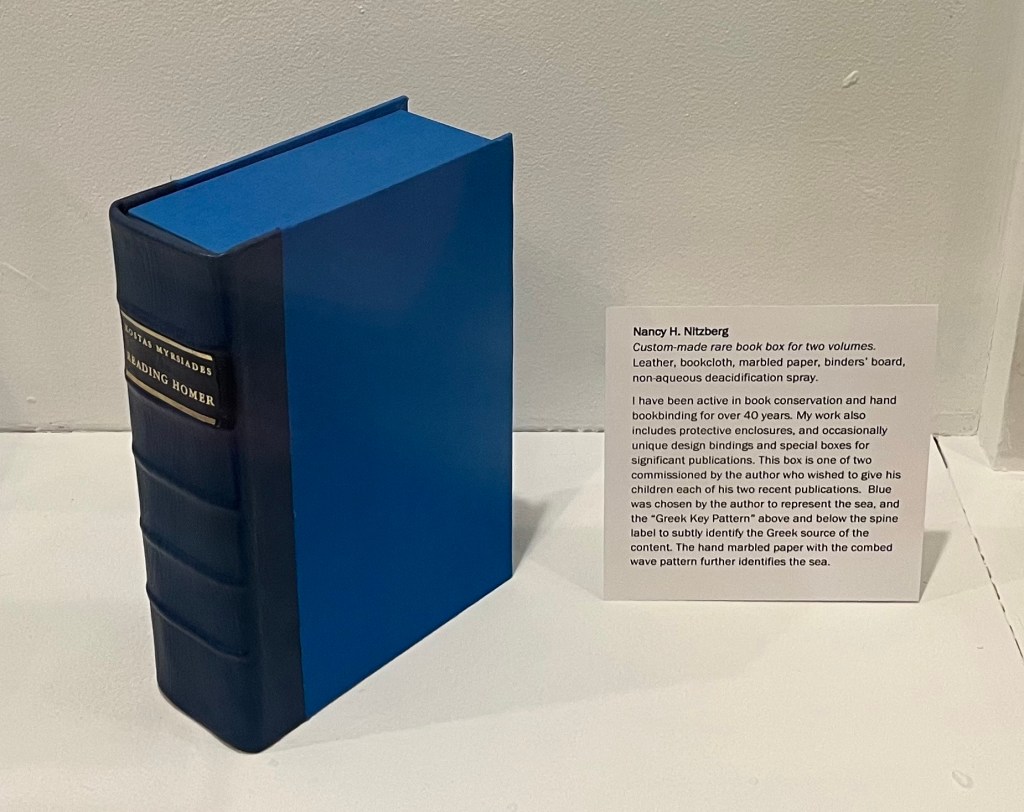 KOSTAS MYRSIADES
READING HOMER
Nancy H. Nitzberg
Custom-made rare book box for two volumes.
Leather, bookcloth, marbled paper, binders' board,
non-aqueous deacidification spray.
I have been active in book conservation and hand
bookbinding for over 40 years. My work also
includes protective enclosures, and occasionally
unique design bindings and special boxes for
significant publications. This box is one of two
commissioned by the author who wished to give his
children each of his two recent publications.  Blue
was chosen by the author to represent the sea, and
the “Greek Key Pattern” above and below the spine
label to subtly identify the Greek source of the
content. The hand marbled paper with the combed
wave pattern further identifies the sea.